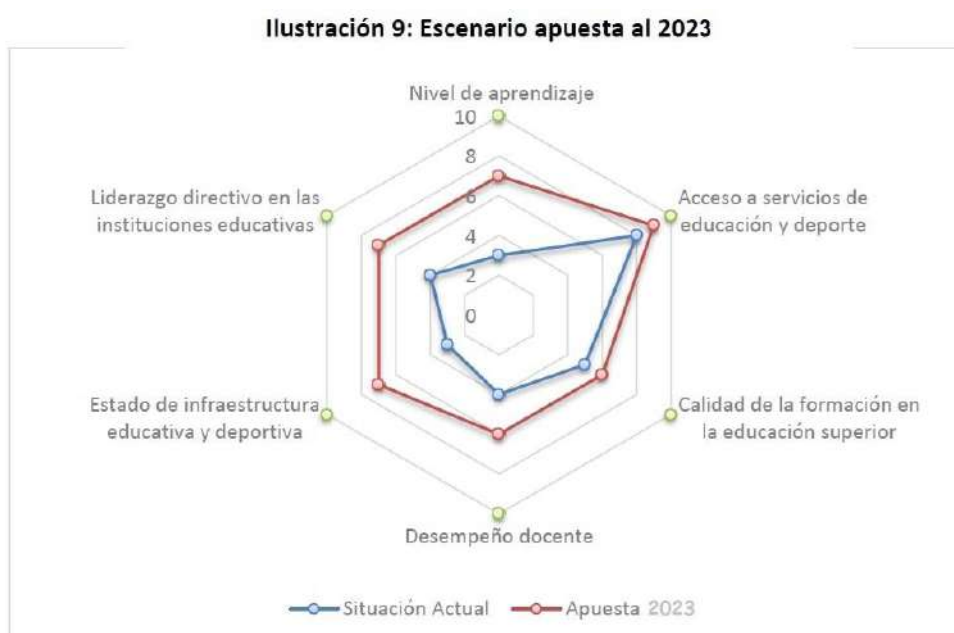 Ilustración 9: Escenario apuesta al 2023
Nivel de aprendizaje
10
8
6
4
2
0
Acceso a servicios de
educación y deporte
Calidad de la formación en
la educación superior
Desempeño docente
Estado de infraestructura
educativa y deportiva
Liderazgo directivo en las
instituciones educativas
Situación Actual
Apuesta 2023